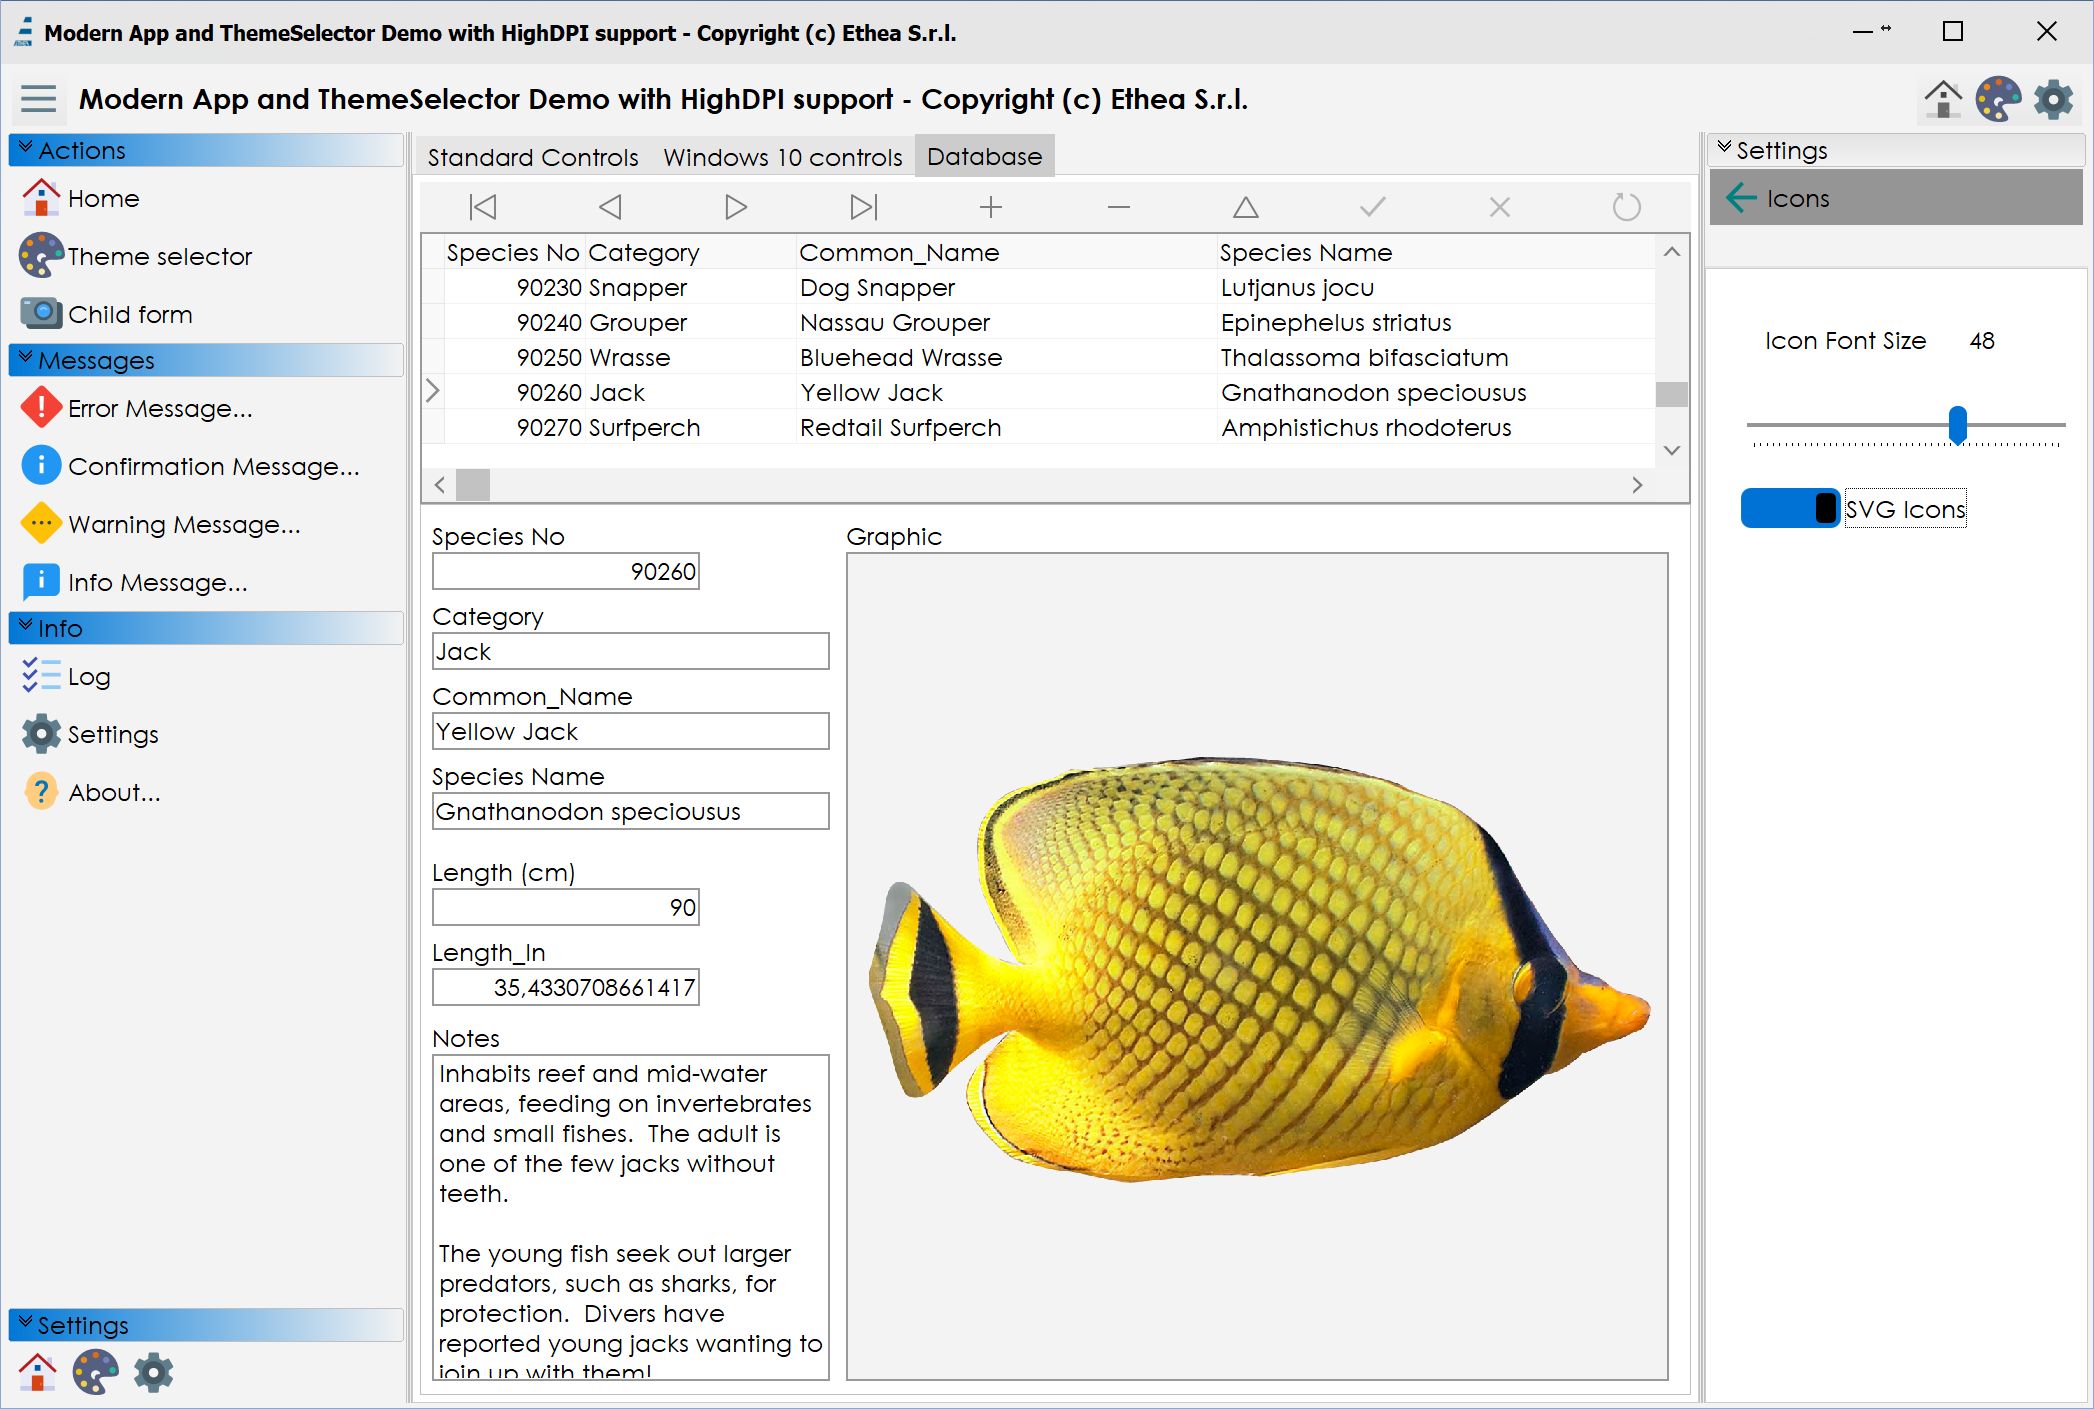 Modern App and ThemeSelector Demo with HighDPI support - Copyright (c) Ethea S.r.l.
Modern App and ThemeSelector Demo with HighDPI support - Copyright (c) Ethea S.r.l.
Actions
Home
Theme selector
Child form
Messages
Error Message...
Confirmation Message...
Warning Message...
Info Message...
Info
Log
Settings
About...
Settings
Standard Controls Windows 10 controls Database
Species No Category Common_Name Species Name
90230 Snapper Dog Snapper Lutjanus jocu
90240 Grouper Nassau Grouper Epinephelus striatus
90250 Wrasse Bluehead Wrasse Thalassoma bifasciatum
90260 Jack Yellow Jack Gnathanodon speciousus
90270 Surfperch Redtail Surfperch Amphistichus rhodoterus
Species No
90260
Category
Jack
Common_Name
Yellow Jack
Species Name
Gnathanodon speciousus
Length (cm)
90
Length_In
35,4330708661417
Notes
Inhabits reef and mid-water
areas, feeding on invertebrates
and small fishes.  The adult is
one of the few jacks without
teeth.
The young fish seek out larger
predators, such as sharks, for
protection.  Divers have
reported young jacks wanting to
join up with them!
Graphic
Settings
Icons
Icon Font Size 48
SVG Icons